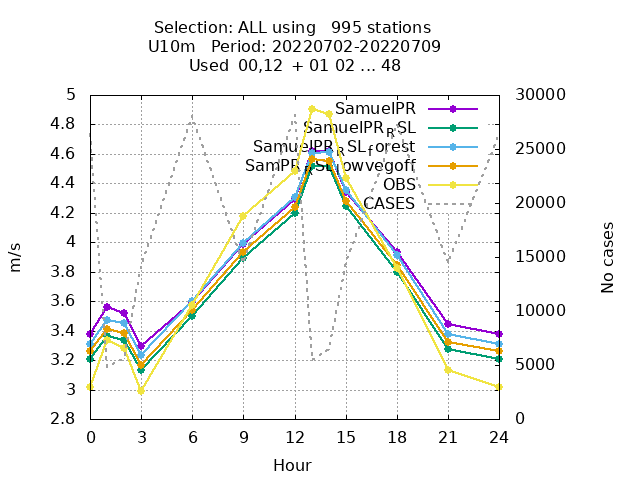 Selection: ALL using 995 stations
U10m Period: 20220702-20220709
Used 00,12 + 01 02 ... 48
5
4.8
4.6
4.4
4.2
4
3.8
3.6
3.4
3.2
3
2.8
m/s
30000
25000
20000
15000
10000
5000
0
No cases
SamuelPR
SamuelPRRSL
SamuelPRRSLforest
OBS
CASES
0 3 6 9 12 15 18 21 24
Hour